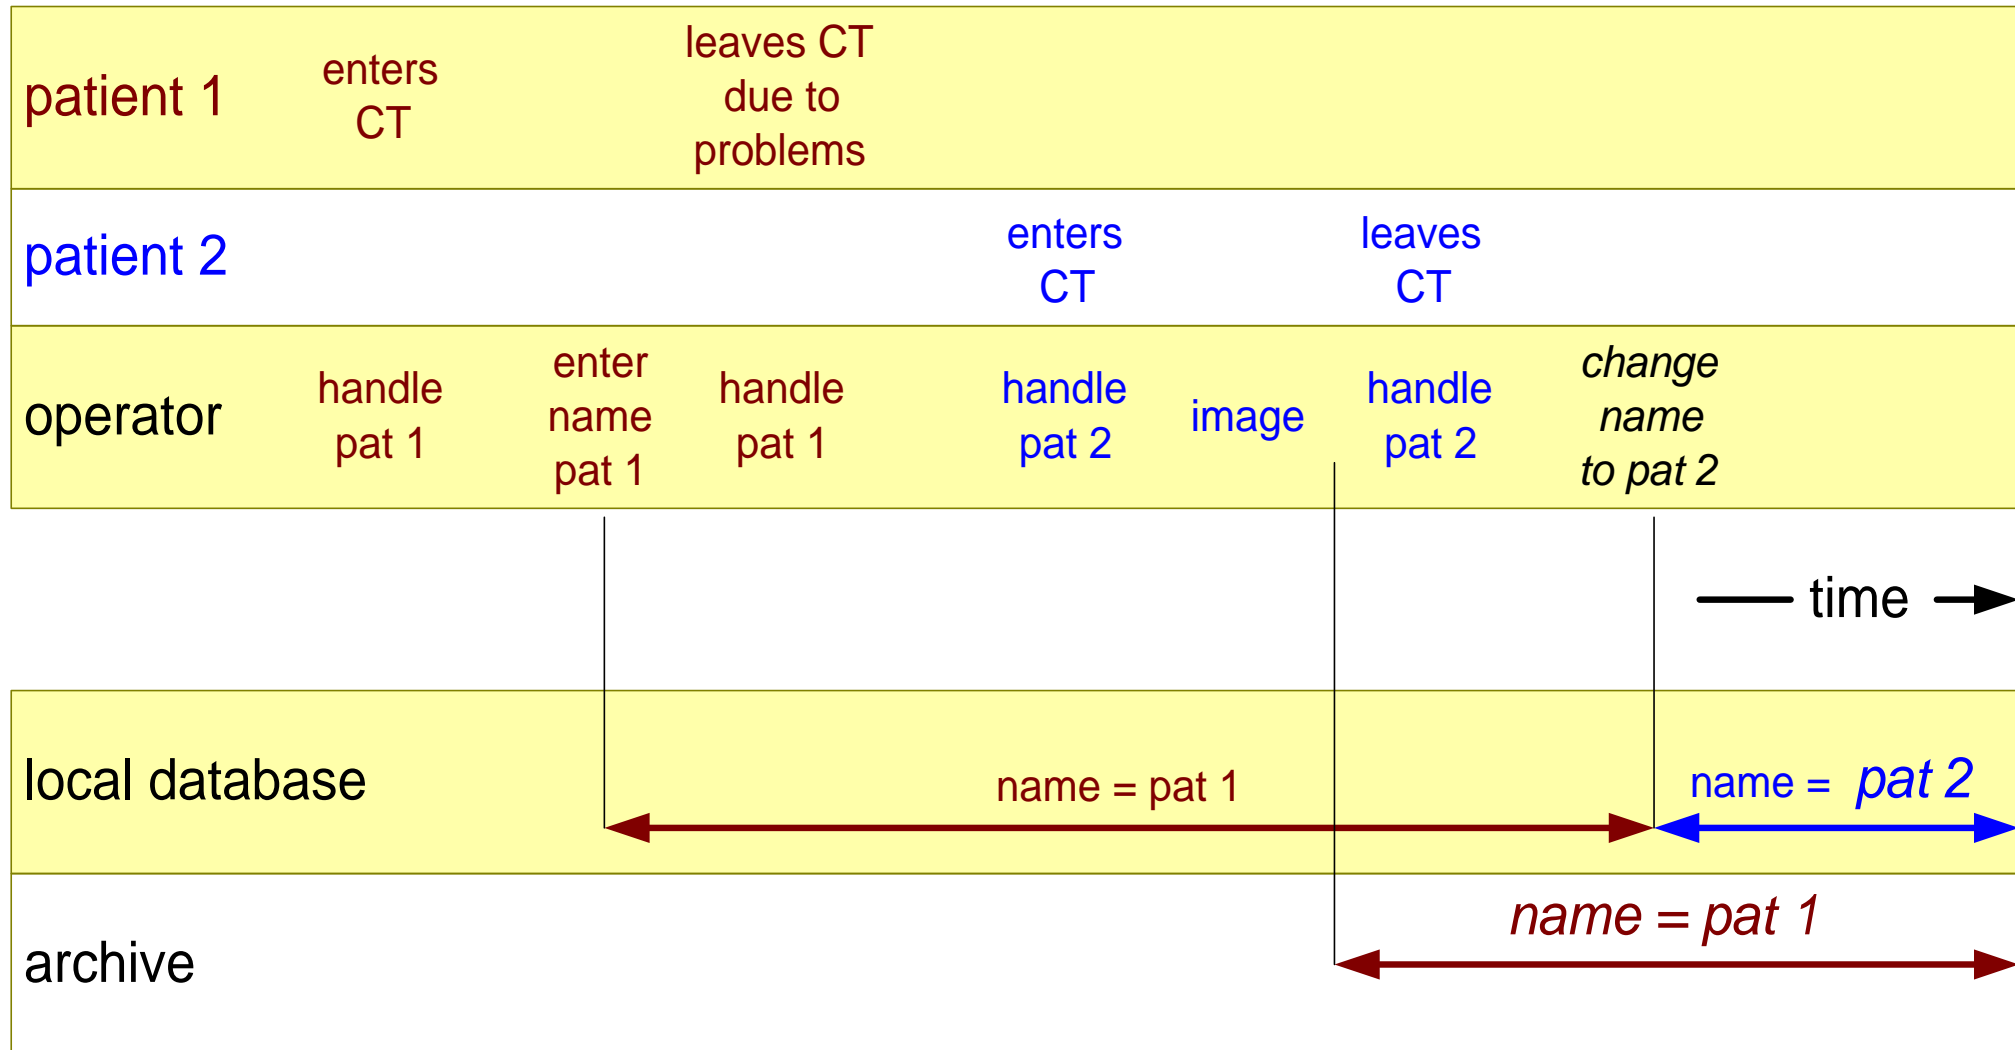 patient 1
enters
CT
leaves CT
due to
problems
patient 2
enters
CT
leaves
CT
operator
handle
pat 1
enter
name
pat 1
handle
pat 1
handle
pat 2
image
handle
pat 2
change
name
to pat 2
time
local database
name = pat 1
name = pat 2
archive
name = pat 1